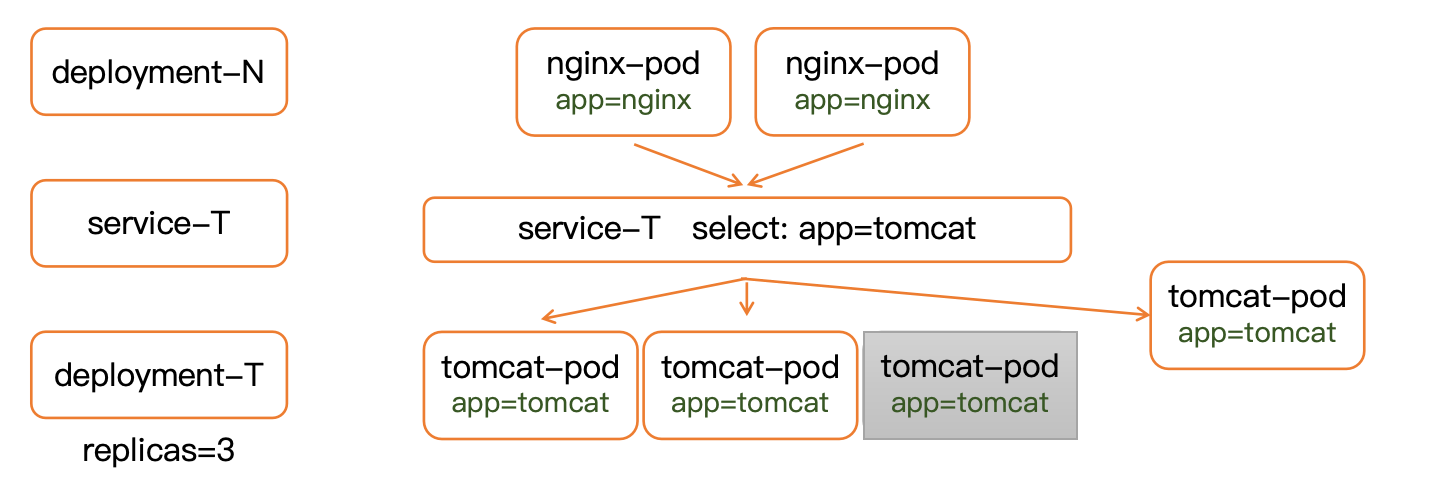 deployment–N
nginx–pod
app=nginx
nginx–pod
app=nginx
service–T
service–T select: app=tomcat
tomcat–pod
app=tomcat
deployment–T
replicas=3
tomcat–pod
app=tomcat
tomcat–pod
app=tomcat
tomcat–pod
app=tomcat